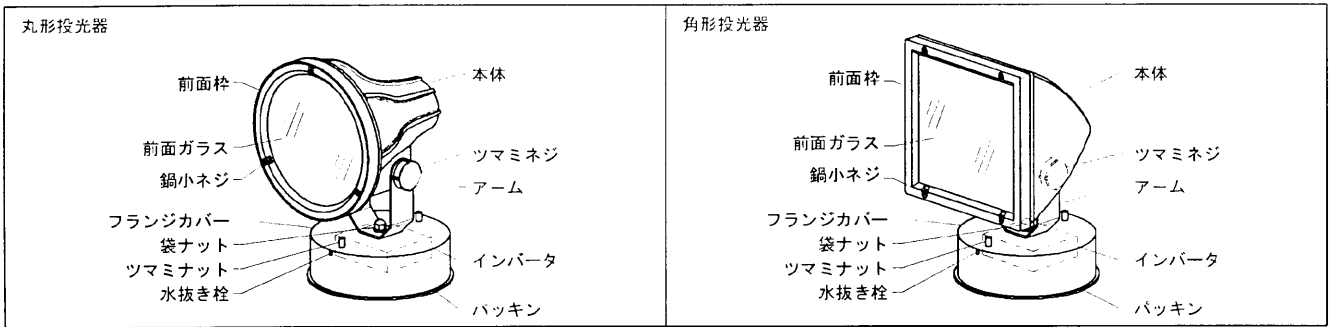 丸形投光器
前面枠
前面ガラス
鍋小ネジ
フランジカバー
袋ナット
ツマミナット
水抜き栓
本体
ツマミネジ
アーム
インバータ
パッキン
角形投光器
前面枠
前面ガラス
鍋小ネジ
フランジカバー
袋ナット
ツマミナット
水抜き栓
本体
ツマミネジ
アーム
インバータ
パッキン